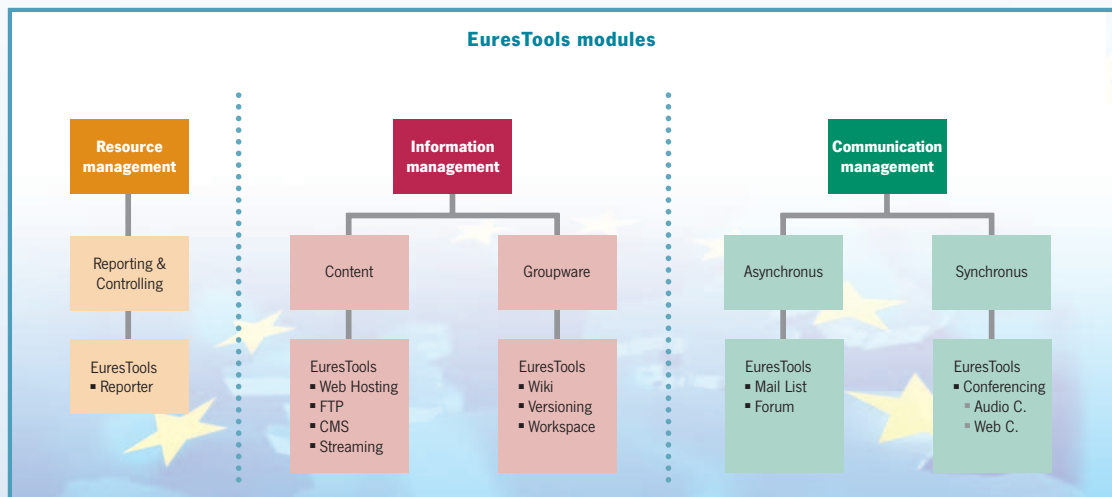 EuresTools modules
Resource
management
Reporting &
Controlling
EuresTools
▪ Reporter
Information
management
Content
EuresTools
▪ Web Hosting
▪ FTP
▪ CMS
▪ Streaming
Groupware
EuresTools
▪ Wiki
▪ Versioning
▪ Workspace
Communication
management
Asynchronus
EuresTools
▪ Mail List
▪ Forum
Synchronus
EuresTools
▪ Conferencing
▪ Audio C.
▪ Web C.